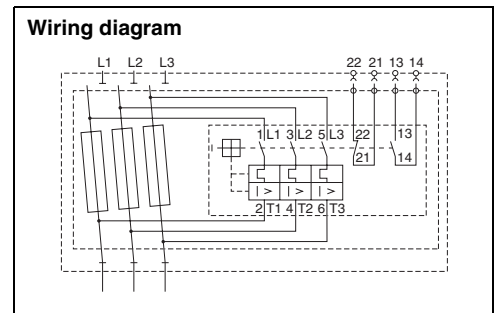 Wiring diagram
L1 L2 L3 22 21 13 14
1 L1 3 L2 5 L3 22 13
I 21 14
I > I > I >
2 T1 4 T2 6 T3